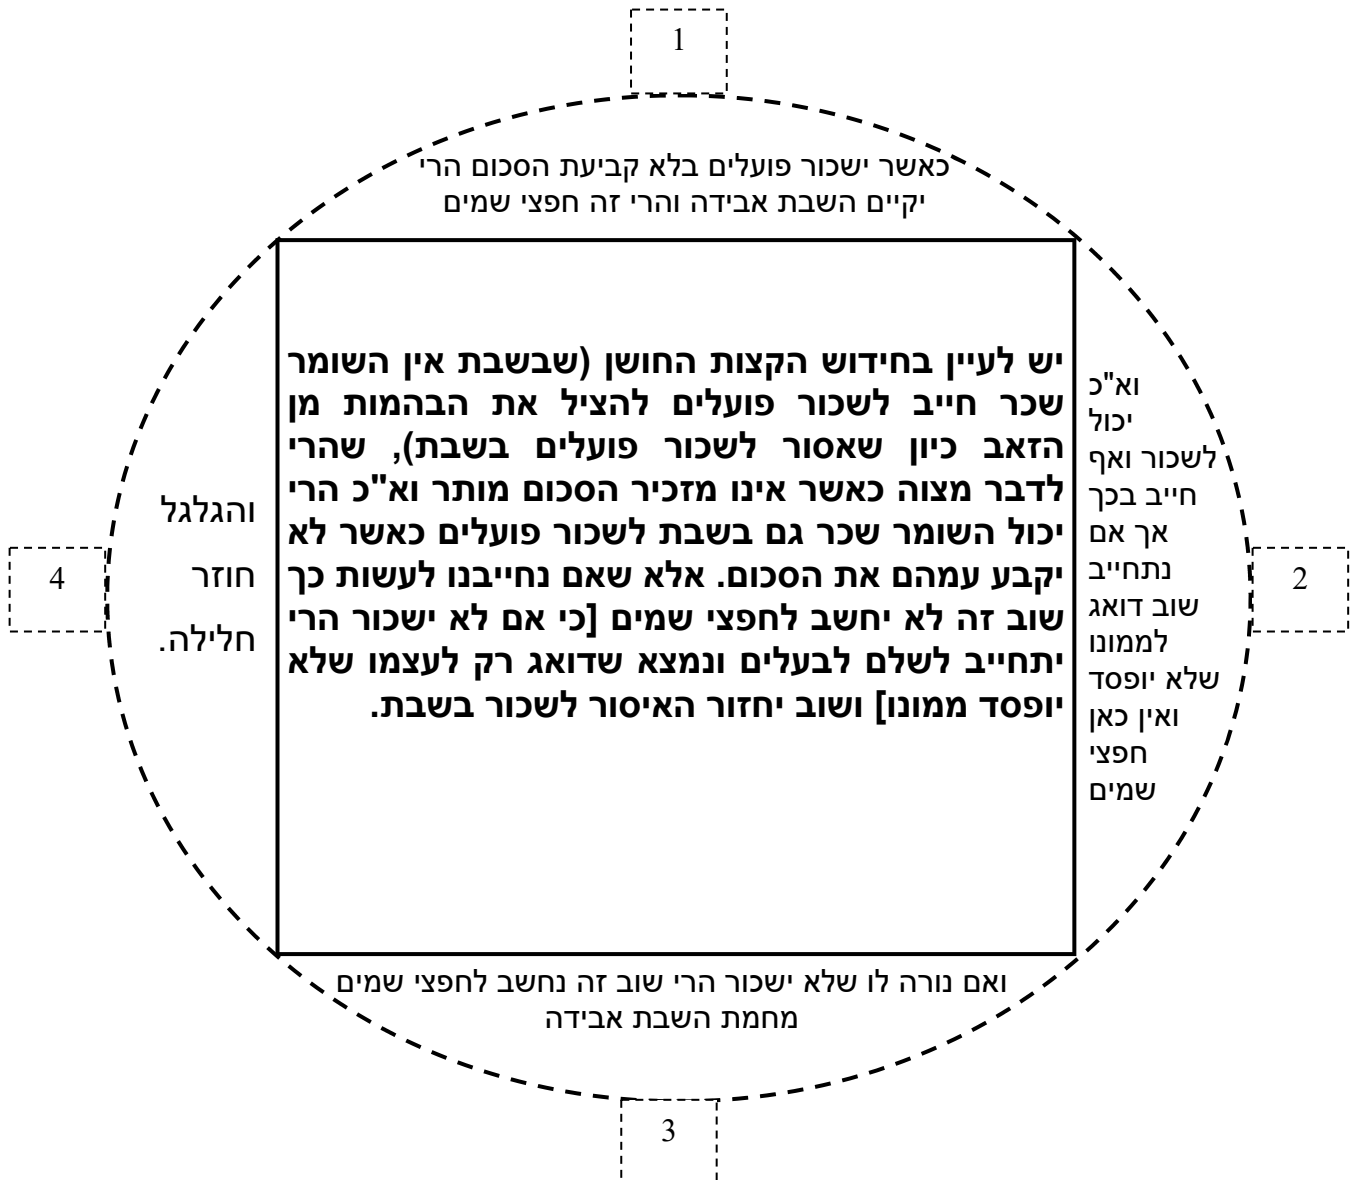 1
כאשר ישכור פועלים בלא קביעת הסכום הרי
יקיים השבת אבידה והרי זה חפצי שמים
יש לעיין בחידוש הקצות החושן (שבשבת אין השומר
שכר חייב לשכור פועלים להציל את הבהמות מן
הזאב כיון שאסור לשכור פועלים בשבת), שהרי
לדבר מצוה כאשר אינו מזכיר הסכום מותר וא"כ הרי
יכול השומר שכר גם בשבת לשכור פועלים כאשר לא
יקבע עמהם את הסכום. אלא שאם נחייבנו לעשות כך
שוב זה לא יחשב לחפצי שמים [כי אם לא ישכור הרי
יתחייב לשלם לבעלים ונמצא שדואג רק לעצמו שלא
יופסד ממונו] ושוב יחזור האיסור לשכור בשבת.
2
וא"כ
יכול
לשכור ואף
חייב בכך
אך אם
נתחייב
שוב דואג
לממונו
שלא יופסד
ואין כאן
חפצי
שמים
3
ואם נורה לו שלא ישכור הרי שוב זה נחשב לחפצי שמים
מחמת השבת אבידה
4
והגלגל
חוזר
חלילה.